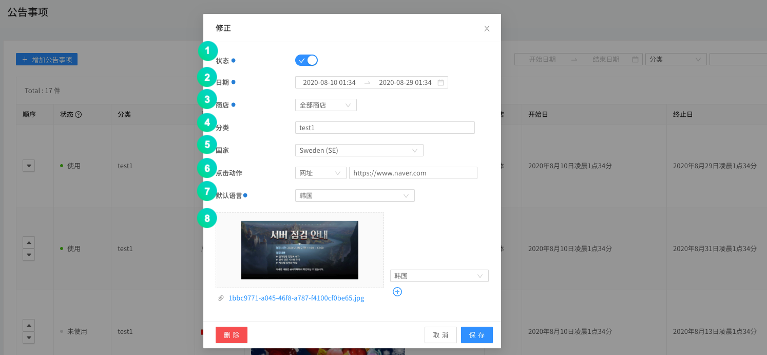 公告事项
修正
1
状态
+ 增加公告事项
开始日期 → 结束日期
分类
2
日期
2020-08-10 01:34 → 2020-08-29 01:34
Total : 17 件
3
商店
全部商店
顺序 状态 分类 开始日 终止日
4
分类
test1
5
国家
Sweden (SE)
使用 test1 2020年8月10日凌晨1点34分 2020年8月29日凌晨1点34分
6
点击动作
网址
https://www.naver.com
7
默认语言
韩国
8
서버 점검 안내
使用 test1 2020年8月10日凌晨1点34分 2020年8月31日凌晨1点34分
韩国
1bbc9771-a045-46f8-a787-f4100cf0be65.jpg
未使用 test1 2020年8月10日凌晨1点34分 2020年8月13日凌晨1点34分
删 除
取 消
保 存